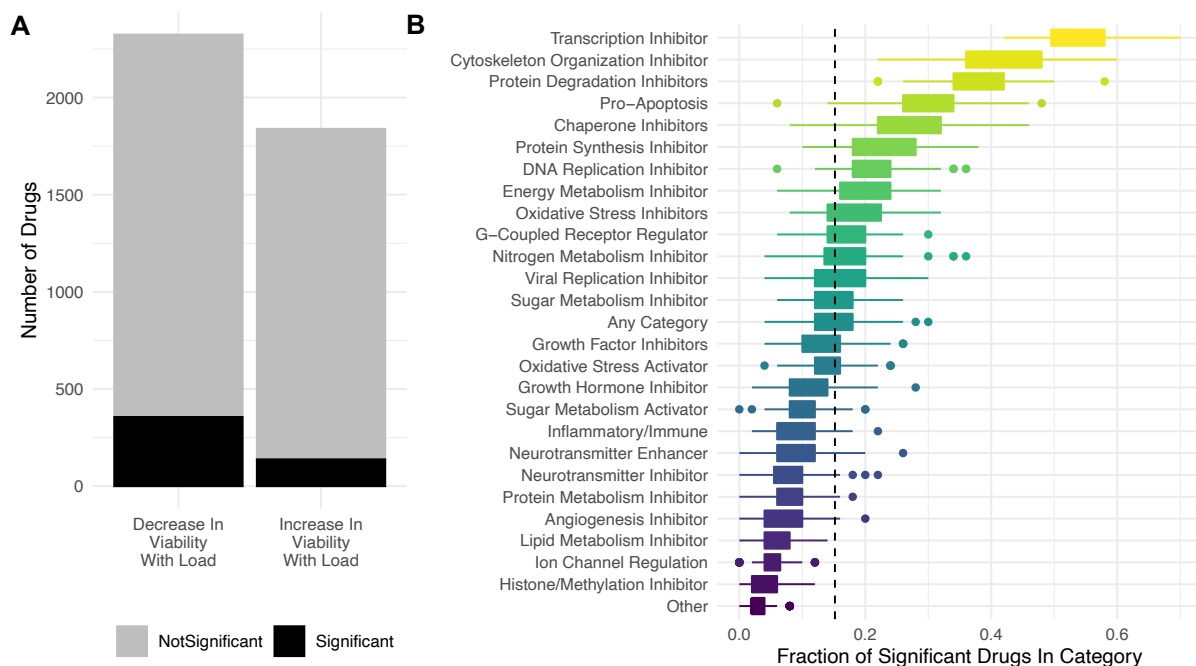 A
Number of Drugs
2000
1500
1000
500
0
Decrease In
Viability
With Load
Increase In
Viability
With Load
NotSignificant
Significant
B
Transcription Inhibitor
Cytoskeleton Organization Inhibitor
Protein Degradation Inhibitors
Pro-Apoptosis
Chaperone Inhibitors
Protein Synthesis Inhibitor
DNA Replication Inhibitor
Energy Metabolism Inhibitor
Oxidative Stress Inhibitors
G-Coupled Receptor Regulator
Nitrogen Metabolism Inhibitor
Viral Replication Inhibitor
Sugar Metabolism Inhibitor
Any Category
Growth Factor Inhibitors
Oxidative Stress Activator
Growth Hormone Inhibitor
Sugar Metabolism Activator
Inflammatory/Immune
Neurotransmitter Enhancer
Neurotransmitter Inhibitor
Protein Metabolism Inhibitor
Angiogenesis Inhibitor
Lipid Metabolism Inhibitor
Ion Channel Regulation
Histone/Methylation Inhibitor
Other
0.0 0.2 0.4 0.6
Fraction of Significant Drugs In Category